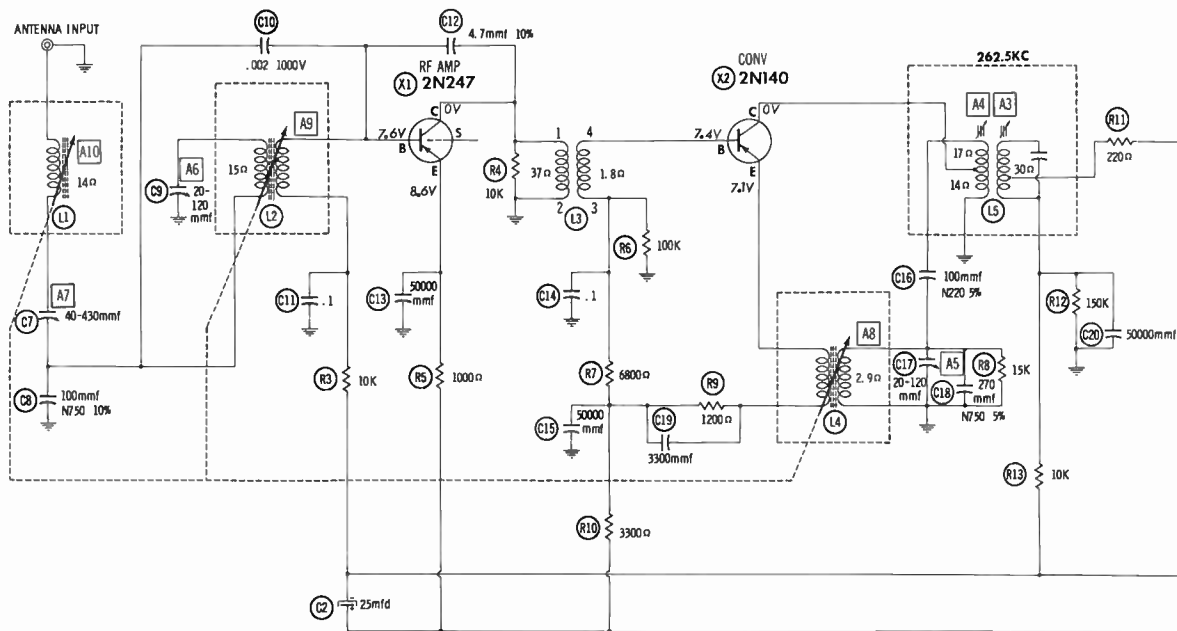 ANTENNA INPUT
C10
.002 1000V
C12
4.7mmf 10%
RF AMP
X1 2N247
CONV
X2 2N140
262.5KC
A10
14Ω
L1
A6
C9
20-
120
mmf
A9
15Ω
L2
7.6V
C
0V
S
B
E
8.6V
R4
10K
1
4
37Ω
1.8Ω
2
3
L3
R6
100K
7.4V
C
0V
B
E
7.1V
A4
A3
17Ω
14Ω
30Ω
L5
R11
220Ω
A7
C7
40-430mmf
C8
100mmf
N750 10%
C11
.1
C13
50000
mmf
C14
.1
C16
100mmf
N220 5%
R12
150K
C20
50000mmf
R3
10K
R5
1000Ω
R7
6800Ω
C15
50000
mmf
R9
1200Ω
C19
3300mmf
A8
2.9Ω
L4
C17
20-120
mmf
A5
C18
270
mmf
N750 5%
R8
15K
R10
3300Ω
R13
10K
C2
25mfd